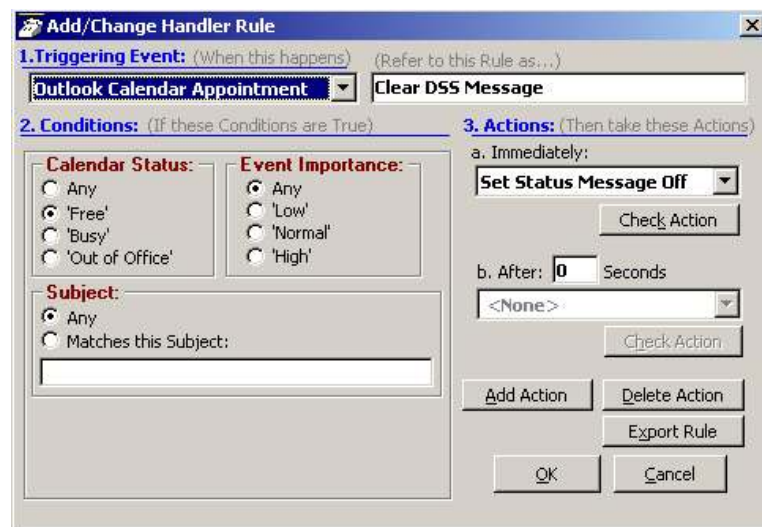 Add/Change Handler Rule
1.Triggering Event: (When this happens)
(Refer to this Rule as...)
Outlook Calendar Appointment
Clear DSS Message
2. Conditions: (If these Conditions are True)
3. Actions: (Then take these Actions)
Calendar Status:
Any
'Free'
'Busy'
'Out of Office'
Event Importance:
Any
'Low'
'Normal'
'High'
Subject:
Any
Matches this Subject:
a. Immediately:
Set Status Message Off
Check Action
b. After: 0 Seconds
<None>
Check Action
Add Action
Delete Action
Export Rule
OK
Cancel